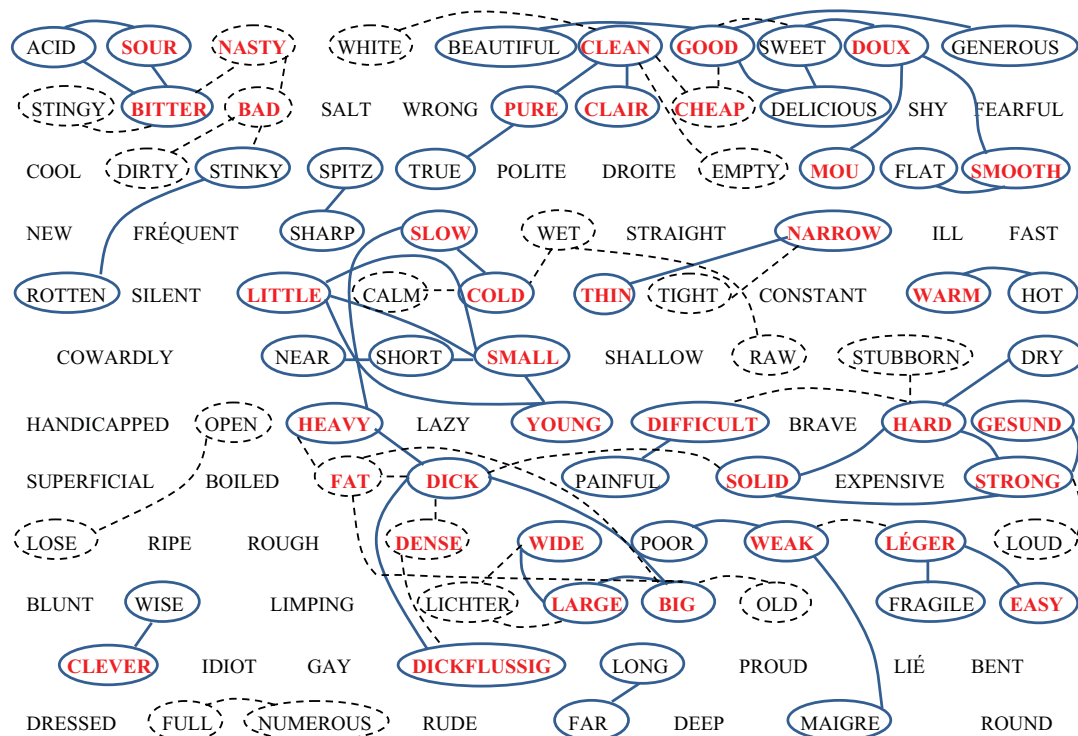 ACID SOUR NASTY WHITE BEAUTIFUL CLEAN GOOD SWEET DOUX GENEROUS
STINGY BITTER BAD SALT WRONG PURE CLAIR CHEAP DELICIOUS SHY FEARFUL
COOL DIRTY STINKY SPITZ TRUE POLITE DROITE EMPTY MOU FLAT SMOOTH
NEW FRÉQUENT SHARP SLOW WET STRAIGHT NARROW ILL FAST
ROTTEN SILENT LITTLE CALM COLD THIN TIGHT CONSTANT WARM HOT
COWARDLY NEAR SHORT SMALL SHALLOW RAW STUBBORN DRY
HANDICAPPED OPEN HEAVY LAZY YOUNG DIFFICULT BRAVE HARD GESUND
SUPERFICIAL BOILED FAT DICK PAINFUL SOLID EXPENSIVE STRONG
LOSE RIPE ROUGH DENSE WIDE POOR WEAK LÉGER LOUD
BLUNT WISE LIMPING LICHTER LARGE BIG OLD FRAGILE EASY
CLEVER IDIOT GAY DICKFLUSSIG LONG PROUD LIÉ BENT
DRESSED FULL NUMEROUS RUDE FAR DEEP MAIGRE ROUND